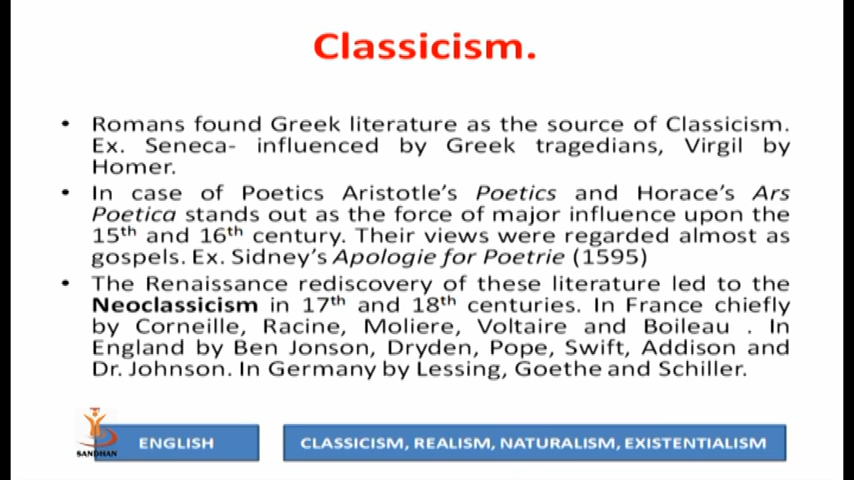 Classicism.
• Romans found Greek literature as the source of Classicism.
Ex. Seneca- influenced by Greek tragedians, Virgil by
Homer.
• In case of Poetics Aristotle's Poetics and Horace's Ars
Poetica stands out as the force of major influence upon the
15th and 16th century. Their views were regarded almost as
gospels. Ex. Sidney's Apologie for Poetrie (1595)
• The Renaissance rediscovery of these literature led to the
Neoclassicism in 17th and 18th centuries. In France chiefly
by Corneille, Racine, Moliere, Voltaire and Boileau . In
England by Ben Jonson, Dryden, Pope, Swift, Addison and
Dr. Johnson. In Germany by Lessing, Goethe and Schiller.
SANDHAN
ENGLISH
CLASSICISM, REALISM, NATURALISM, EXISTENTIALISM